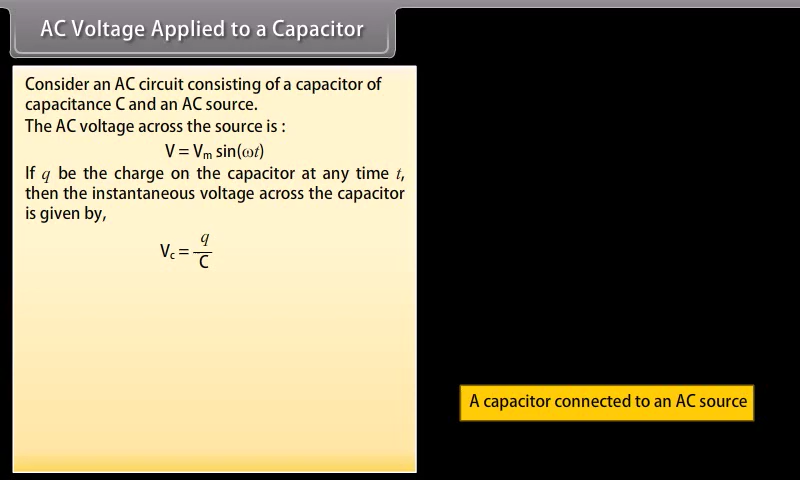 AC Voltage Applied to a Capacitor
Consider an AC circuit consisting of a capacitor of
capacitance C and an AC source.
The AC voltage across the source is :
V = Vₘ sin(ωt)
If q be the charge on the capacitor at any time t,
then the instantaneous voltage across the capacitor
is given by,
V꜀ = q/C
A capacitor connected to an AC source